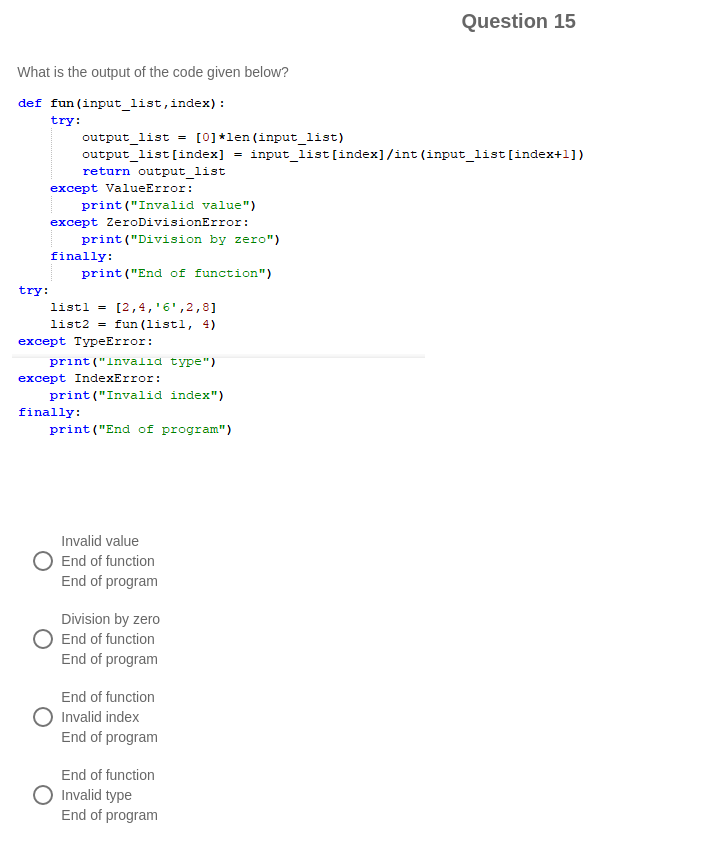 Question 15
What is the output of the code given below?
def fun(input_list,index):
    try:
        output_list = [0]*len(input_list)
        output_list[index] = input_list[index]/int(input_list[index+1])
        return output_list
    except ValueError:
        print("Invalid value")
    except ZeroDivisionError:
        print("Division by zero")
    finally:
        print("End of function")
try:
    list1 = [2,4,'6',2,8]
    list2 = fun(list1, 4)
except TypeError:
    print("Invalid type")
except IndexError:
    print("Invalid index")
finally:
    print("End of program")
Invalid value
End of function
End of program
Division by zero
End of function
End of program
End of function
Invalid index
End of program
End of function
Invalid type
End of program